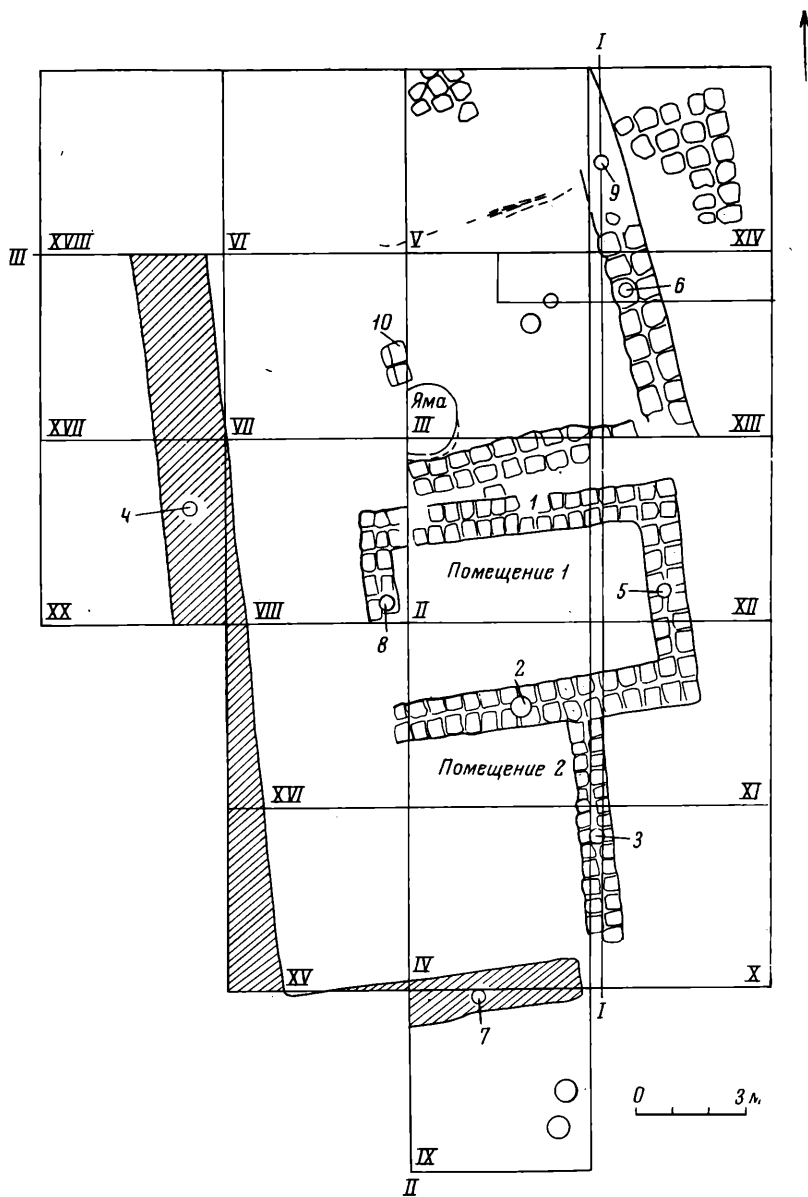 I
9
III XVIII VI V XIV
6
10
Яма
XVII VII III XIII
4
1
Помещение 1
5
XX VIII II XII
8
2
Помещение 2
XVI XI
3
XV IV X
7
I
0 3 м
IX
II